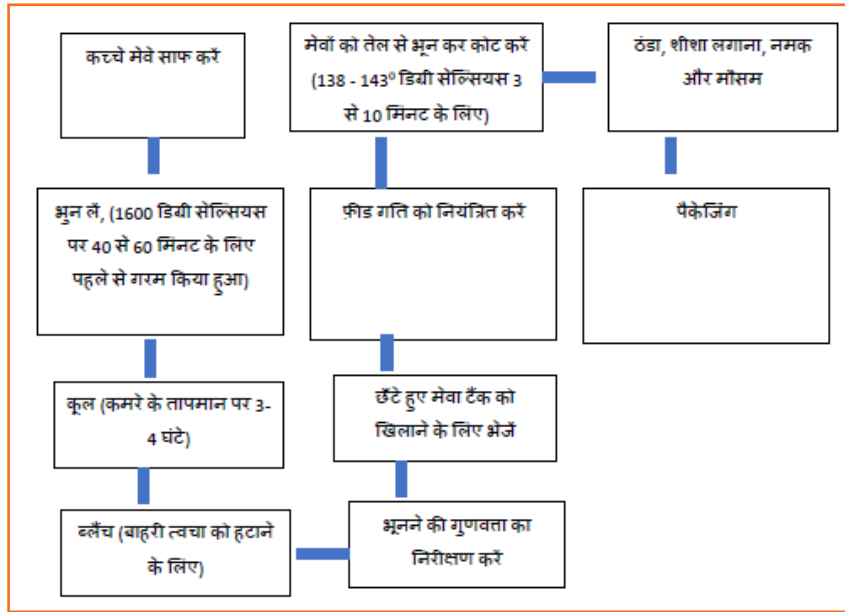 कच्चे मेवे साफ करें
भुन लें, (1600 डिग्री सेल्सियस
पर 40 से 60 मिनट के लिए
पहले से गरम किया हुआ)
कूल (कमरे के तापमान पर 3-
4 घंटे)
ब्लैंच (बाहरी त्वचा को हटाने
के लिए)
भूनने की गुणवत्ता का
निरीक्षण करें
छँटे हुए मेवा टैंक को
खिलाने के लिए भेजें
फ़ीड गति को नियंत्रित करें
मेवों को तेल से भून कर कोट करें
(138 - 143⁰ डिग्री सेल्सियस 3
से 10 मिनट के लिए)
ठंडा, शीशा लगाना, नमक
और मौसम
पैकेजिंग